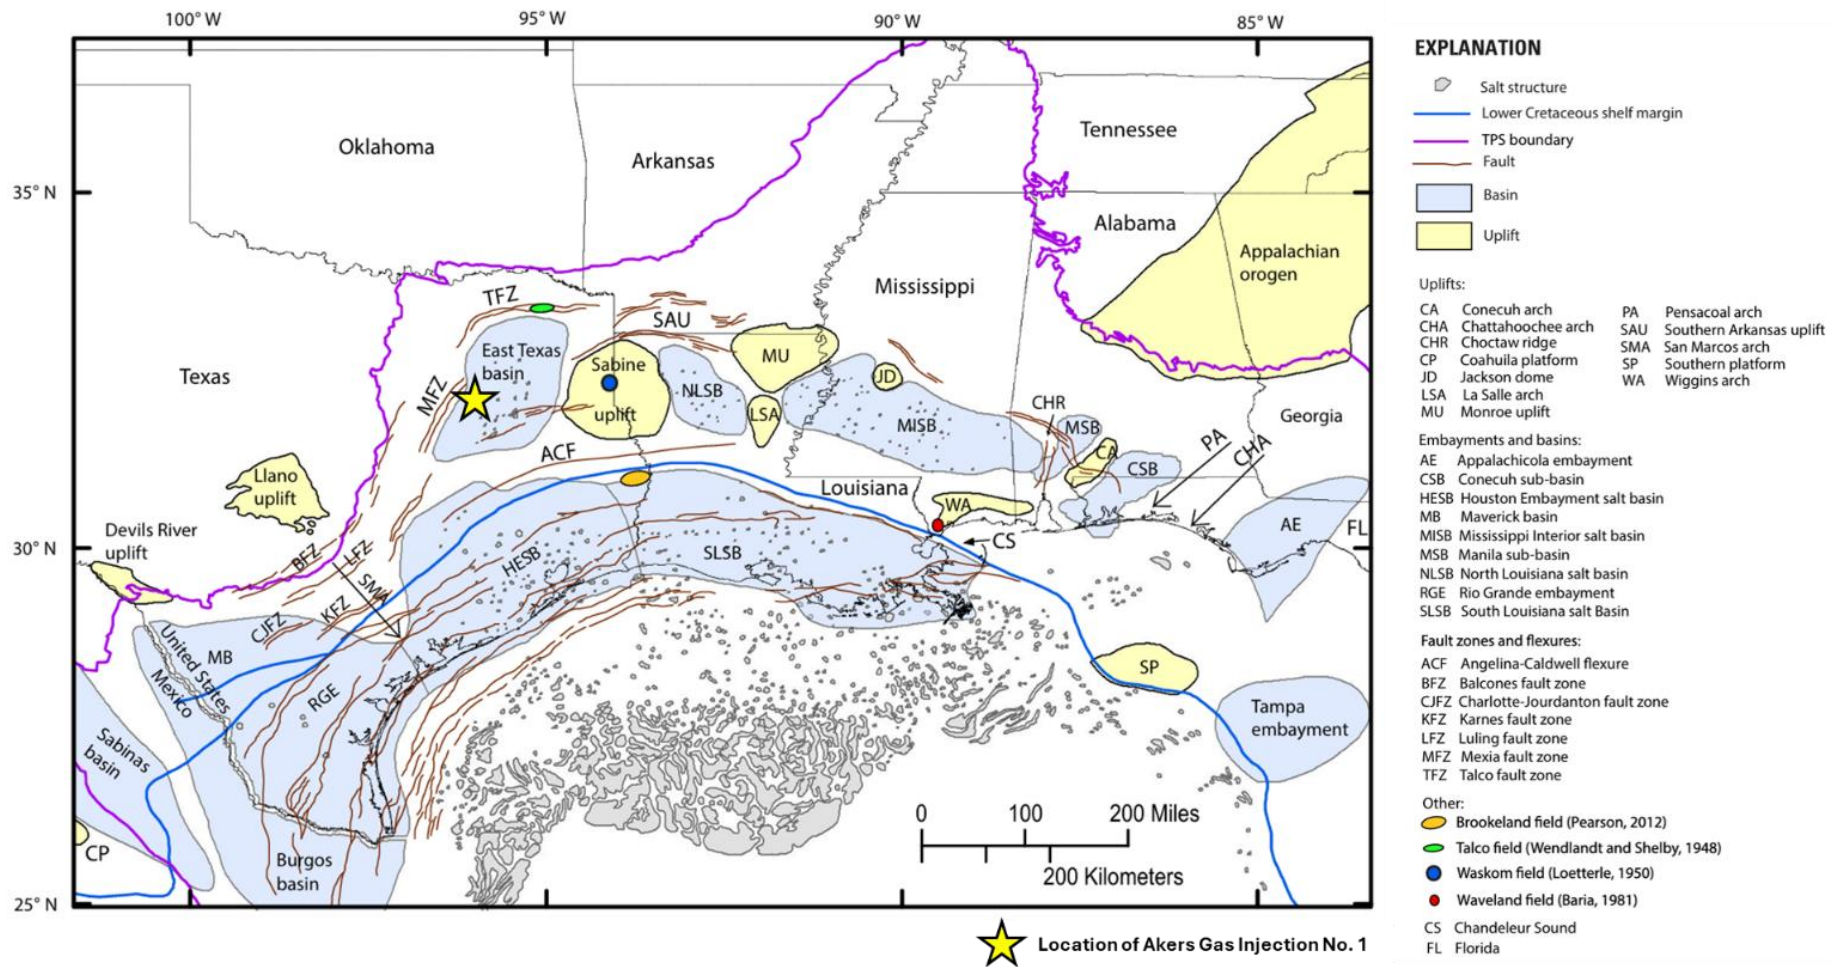 100° W
95° W
90° W
85° W
35° N
30° N
25° N
Oklahoma
Arkansas
Tennessee
Alabama
Mississippi
Appalachian
orogen
Texas
TFZ
SAU
East Texas
basin
MFZ
Sabine
uplift
MU
NLSB
LSA
JD
MISB
CHR
MSB
CA
CSB
PA
CHA
Georgia
ACF
Llano
uplift
Louisiana
WA
Devils River
uplift
AE
FL
BFZ
LFZ
SMA
KFZ
CJFZ
HESB
SLSB
CS
MB
United States
Mexico
RGE
SP
Tampa
embayment
Sabinas
basin
CP
Burgos
basin
0 100 200 Miles
200 Kilometers
Location of Akers Gas Injection No. 1
EXPLANATION
Salt structure
Lower Cretaceous shelf margin
TPS boundary
Fault
Basin
Uplift
Uplifts:
CA Conecuh arch
CHA Chattahoochee arch
CHR Choctaw ridge
CP Coahuila platform
JD Jackson dome
LSA La Salle arch
MU Monroe uplift
PA Pensacoal arch
SAU Southern Arkansas uplift
SMA San Marcos arch
SP Southern platform
WA Wiggins arch
Embayments and basins:
AE Appalachicola embayment
CSB Conecuh sub-basin
HESB Houston Embayment salt basin
MB Maverick basin
MISB Mississippi Interior salt basin
MSB Manila sub-basin
NLSB North Louisiana salt basin
RGE Rio Grande embayment
SLSB South Louisiana salt Basin
Fault zones and flexures:
ACF Angelina-Caldwell flexure
BFZ Balcones fault zone
CJFZ Charlotte-Jourdanton fault zone
KFZ Karnes fault zone
LFZ Luling fault zone
MFZ Mexia fault zone
TFZ Talco fault zone
Other:
Brookeland field (Pearson, 2012)
Talco field (Wendlandt and Shelby, 1948)
Waskom field (Loetterle, 1950)
Waveland field (Baria, 1981)
CS Chandeleur Sound
FL Florida